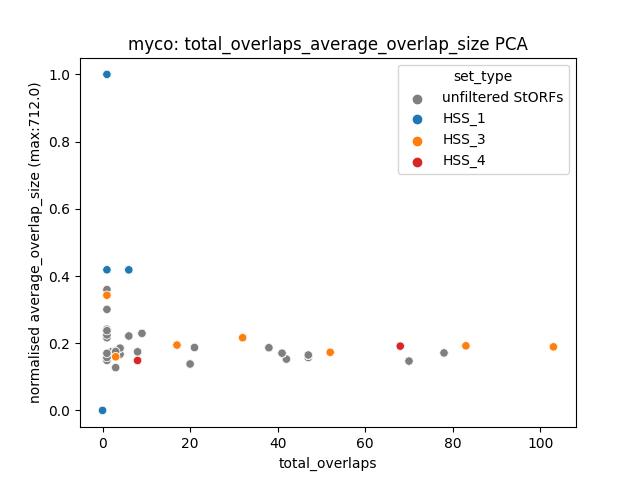 myco: total_overlaps_average_overlap_size PCA
set_type
unfiltered StORFs
HSS_1
HSS_3
HSS_4
normalised average_overlap_size (max:712.0)
1.0
0.8
0.6
0.4
0.2
0.0
0 20 40 60 80 100
total_overlaps